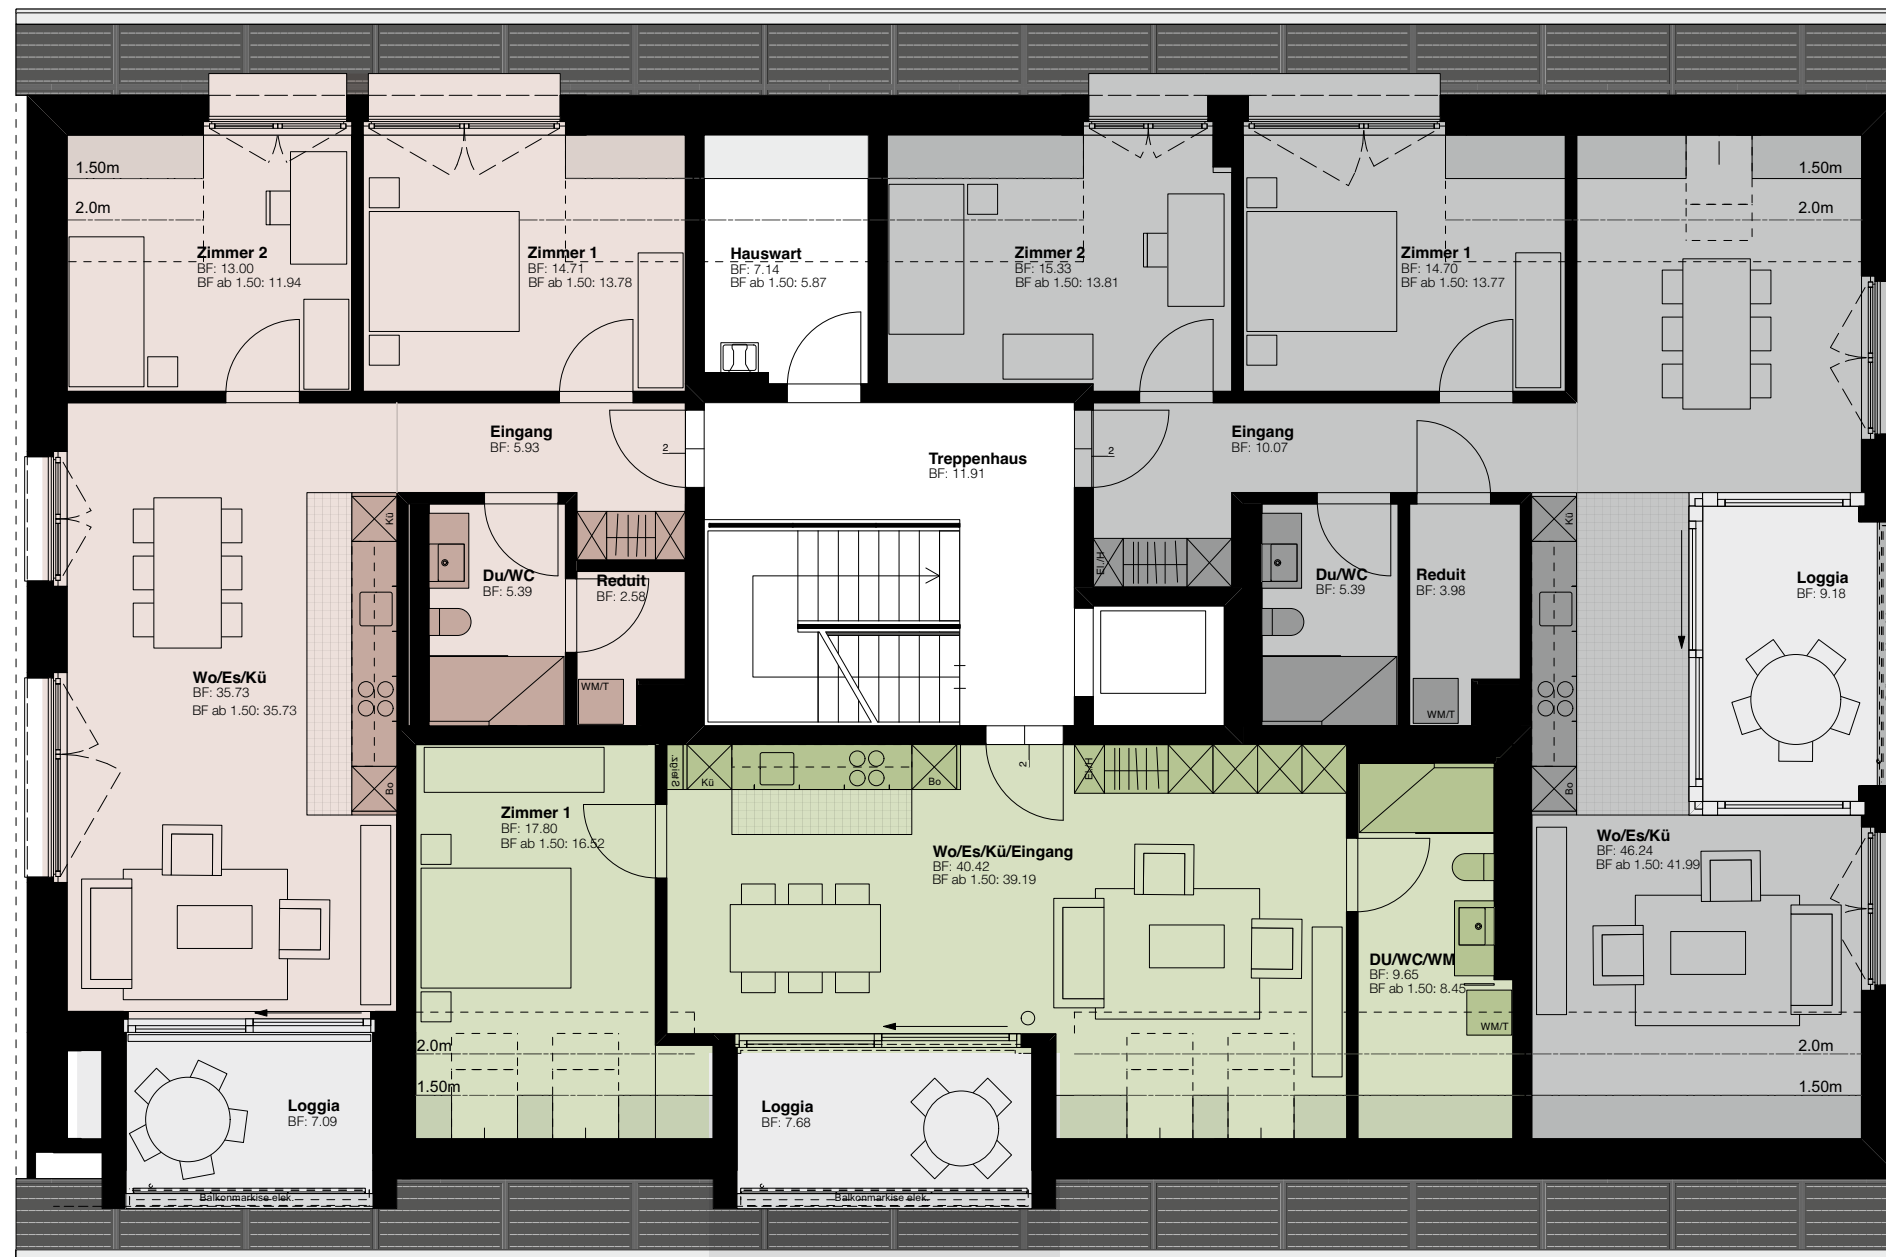 1.50m
2.0m
Zimmer 2
BF: 13.00
BF ab 1.50: 11.94
Zimmer 1
BF: 14.71
BF ab 1.50: 13.78
Hauswart
BF: 7.14
BF ab 1.50: 5.87
Zimmer 2
BF: 15.33
BF ab 1.50: 13.81
Zimmer 1
BF: 14.70
BF ab 1.50: 13.77
1.50m
2.0m
Eingang
BF: 5.93
2
Treppenhaus
BF: 11.91
2
Eingang
BF: 10.07
Kü
Du/WC
BF: 5.39
Reduit
BF: 2.58
WM/T
El./H
Du/WC
BF: 5.39
Reduit
BF: 3.98
WM/T
Kü
Loggia
BF: 9.18
Wo/Es/Kü
BF: 35.73
BF ab 1.50: 35.73
Bo
Zimmer 1
BF: 17.80
BF ab 1.50: 16.52
Kü
Bo
2
El./H
Wo/Es/Kü/Eingang
BF: 40.42
BF ab 1.50: 39.19
Bo
Wo/Es/Kü
BF: 46.24
BF ab 1.50: 41.99
DU/WC/WM
BF: 9.65
BF ab 1.50: 8.45
WM/T
2.0m
1.50m
2.0m
1.50m
Loggia
BF: 7.09
Loggia
BF: 7.68
Balkonmarkise elek.
Balkonmarkise elek.